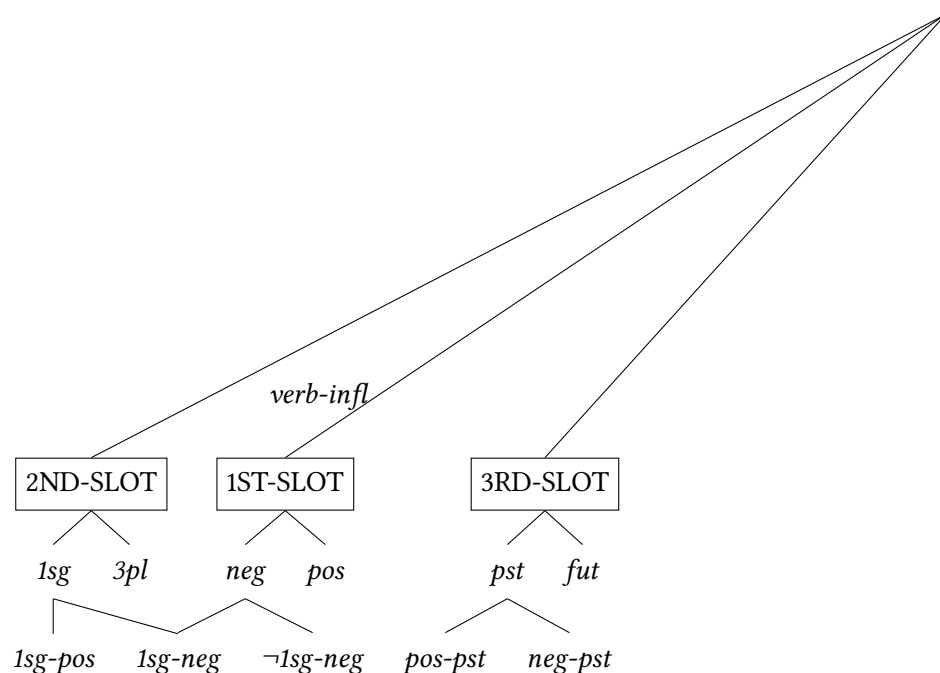 verb-infl
2ND-SLOT 1ST-SLOT 3RD-SLOT
1sg 3pl neg pos pst fut
1sg-pos 1sg-neg ¬1sg-neg pos-pst neg-pst